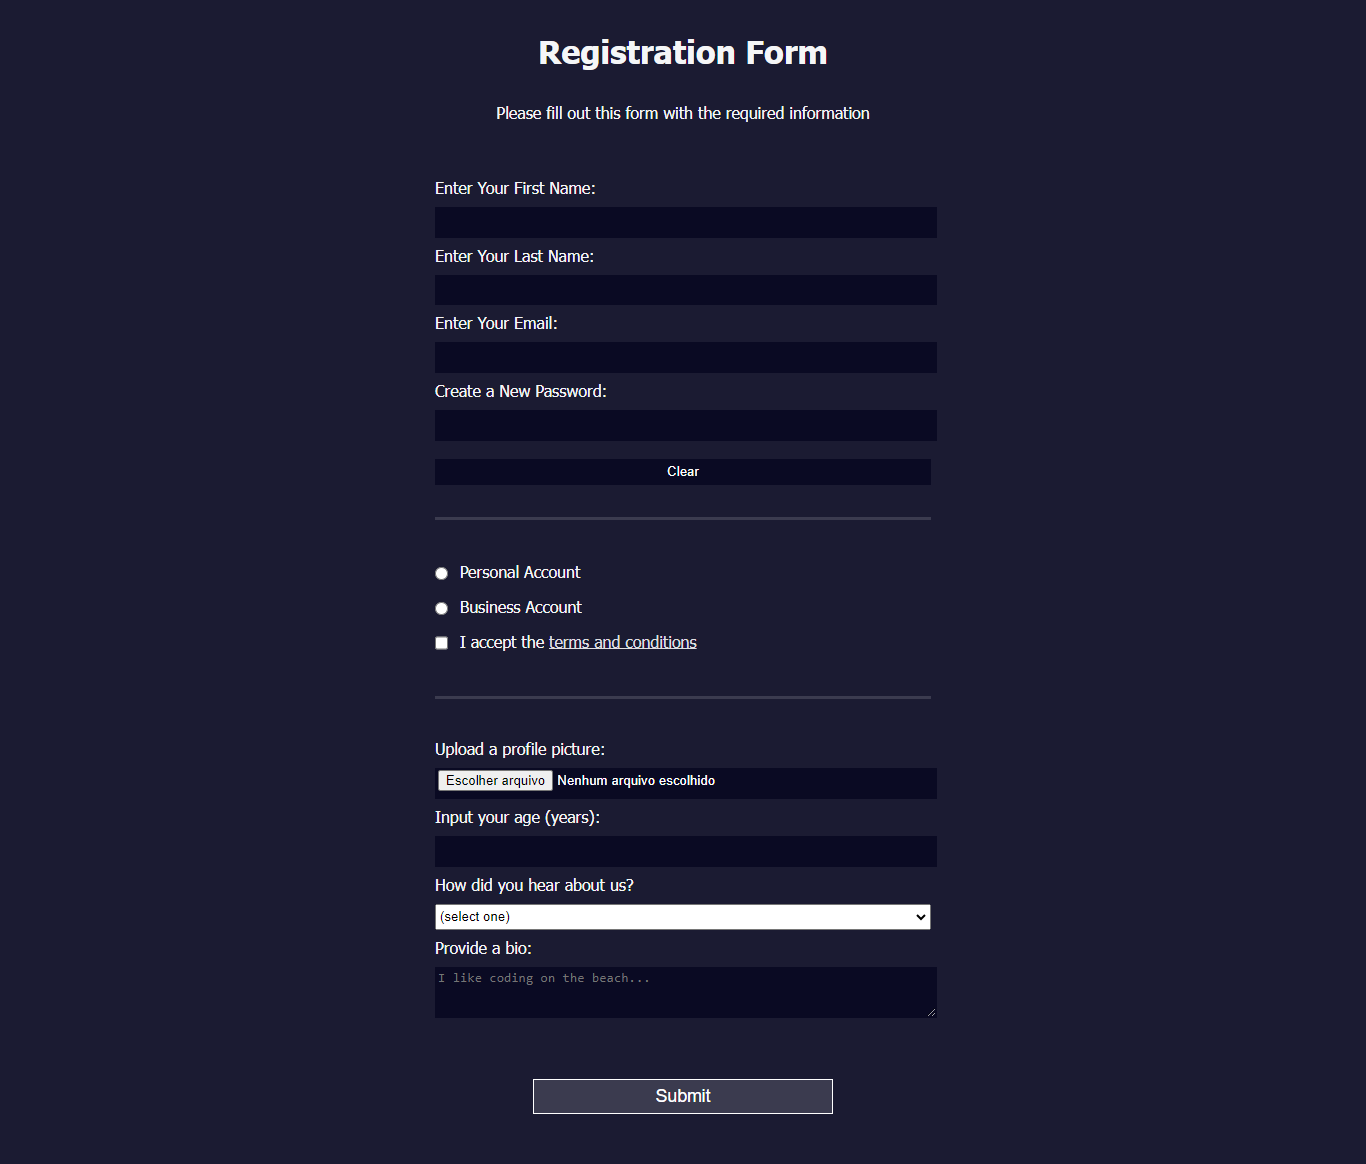 Registration Form
Please fill out this form with the required information
Enter Your First Name:
Enter Your Last Name:
Enter Your Email:
Create a New Password:
Clear
Personal Account
Business Account
I accept the terms and conditions
Upload a profile picture:
Escolher arquivo Nenhum arquivo escolhido
Input your age (years):
How did you hear about us?
(select one)
Provide a bio:
I like coding on the beach...
Submit